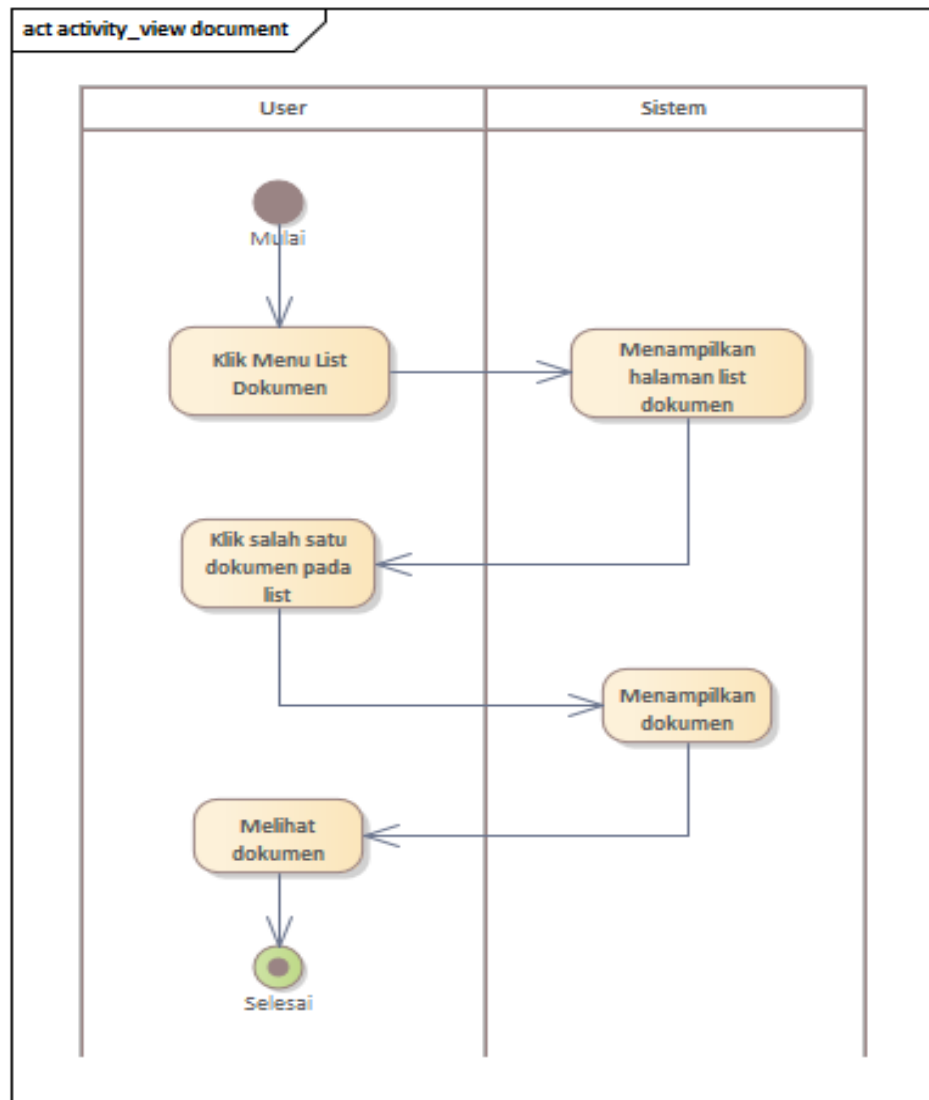 act activity_view document
User
Sistem
Mulai
Klik Menu List
Dokumen
Menampilkan
halaman list
dokumen
Klik salah satu
dokumen pada
list
Menampilkan
dokumen
Melihat
dokumen
Selesai